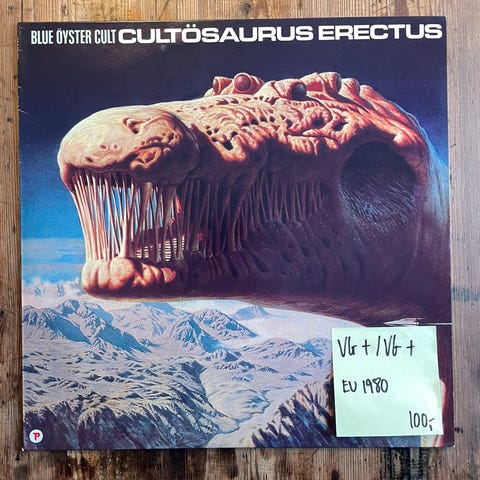 BLUE ÖYSTER CULT CULTÖSAURUS ERECTUS
VG+/VG+
EU 1980
100,-
P